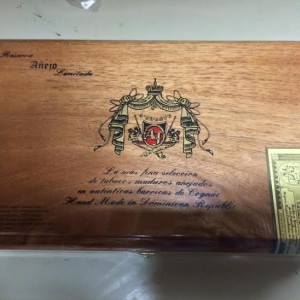 Reserva
Añejo
Limitada
La más fina selección
de tabacos maduros añejados
en auténticas barricas de Cognac
Hand Made in Dominican Republic